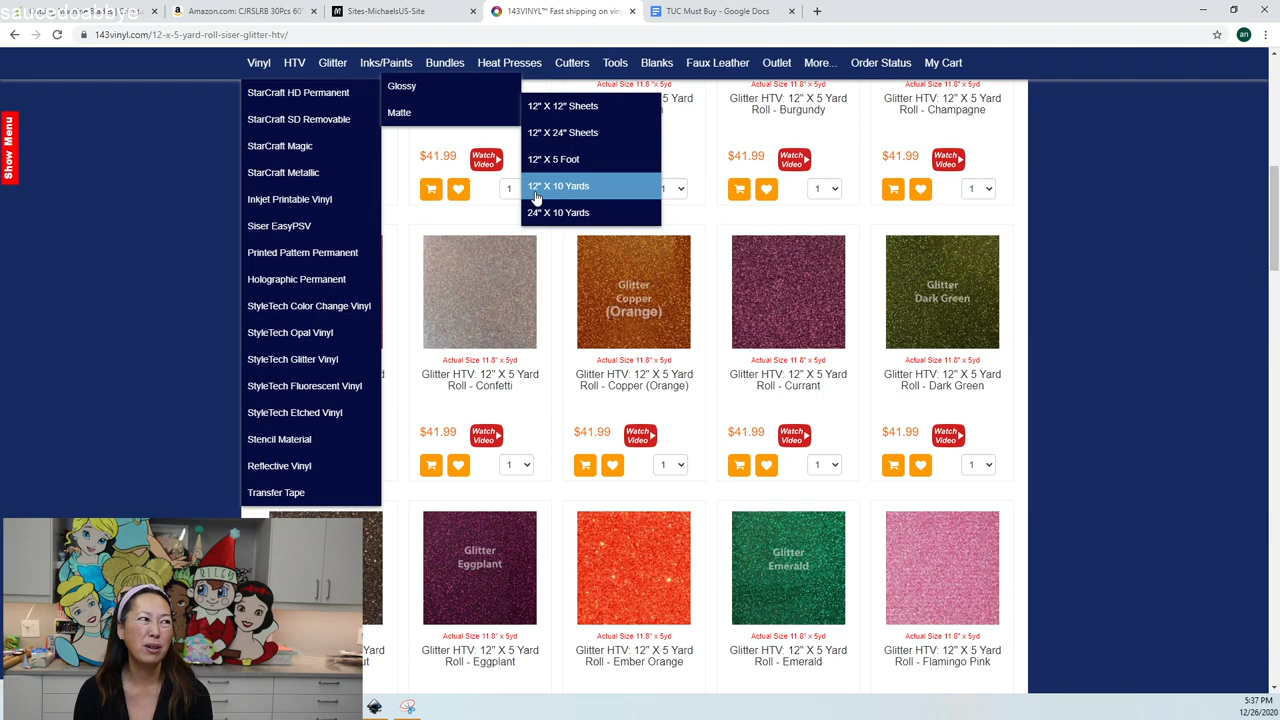 saucedoabbye
Amazon.com: CJRSLRB 30Pcs 60
Sites-MichaelsUS-Site
143VINYL™ Fast shipping on viny
TUC Must Buy - Google Docs
143vinyl.com/12-x-5-yard-roll-siser-glitter-htv/
an
Vinyl HTV Glitter Inks/Paints Bundles Heat Presses Cutters Tools Blanks Faux Leather Outlet More... Order Status My Cart
Show Menu
StarCraft HD Permanent
StarCraft SD Removable
StarCraft Magic
StarCraft Metallic
Inkjet Printable Vinyl
Siser EasyPSV
Printed Pattern Permanent
Holographic Permanent
StyleTech Color Change Vinyl
StyleTech Opal Vinyl
StyleTech Glitter Vinyl
StyleTech Fluorescent Vinyl
StyleTech Etched Vinyl
Stencil Material
Reflective Vinyl
Transfer Tape
Glossy
Matte
12" X 12" Sheets
12" X 24" Sheets
12" X 5 Foot
12" X 10 Yards
24" X 10 Yards
Actual Size 11.8" x 5yd
5 Yard
Glitter HTV: 12" X 5 Yard
Roll - Burgundy
Actual Size 11.8" x 5yd
Glitter HTV: 12" X 5 Yard
Roll - Champagne
$41.99 Watch Video 1
1
Watch Video 1
$41.99 Watch Video 1
Actual Size 11.8" x 5yd
Glitter HTV: 12" X 5 Yard
Roll - Confetti
$41.99 Watch Video 1
Glitter
Copper
(Orange)
Actual Size 11.8" x 5yd
Glitter HTV: 12" X 5 Yard
Roll - Copper (Orange)
$41.99 Watch Video 1
Actual Size 11.8" x 5yd
Glitter HTV: 12" X 5 Yard
Roll - Currant
$41.99 Watch Video 1
Glitter
Dark Green
Actual Size 11.8" x 5yd
Glitter HTV: 12" X 5 Yard
Roll - Dark Green
$41.99 Watch Video 1
Yard
Glitter
Eggplant
Actual Size 11.8" x 5yd
Glitter HTV: 12" X 5 Yard
Roll - Eggplant
Actual Size 11.8" x 5yd
Glitter HTV: 12" X 5 Yard
Roll - Ember Orange
Glitter
Emerald
Actual Size 11.8" x 5yd
Glitter HTV: 12" X 5 Yard
Roll - Emerald
Actual Size 11.8" x 5yd
Glitter HTV: 12" X 5 Yard
Roll - Flamingo Pink
5:37 PM
12/26/2020